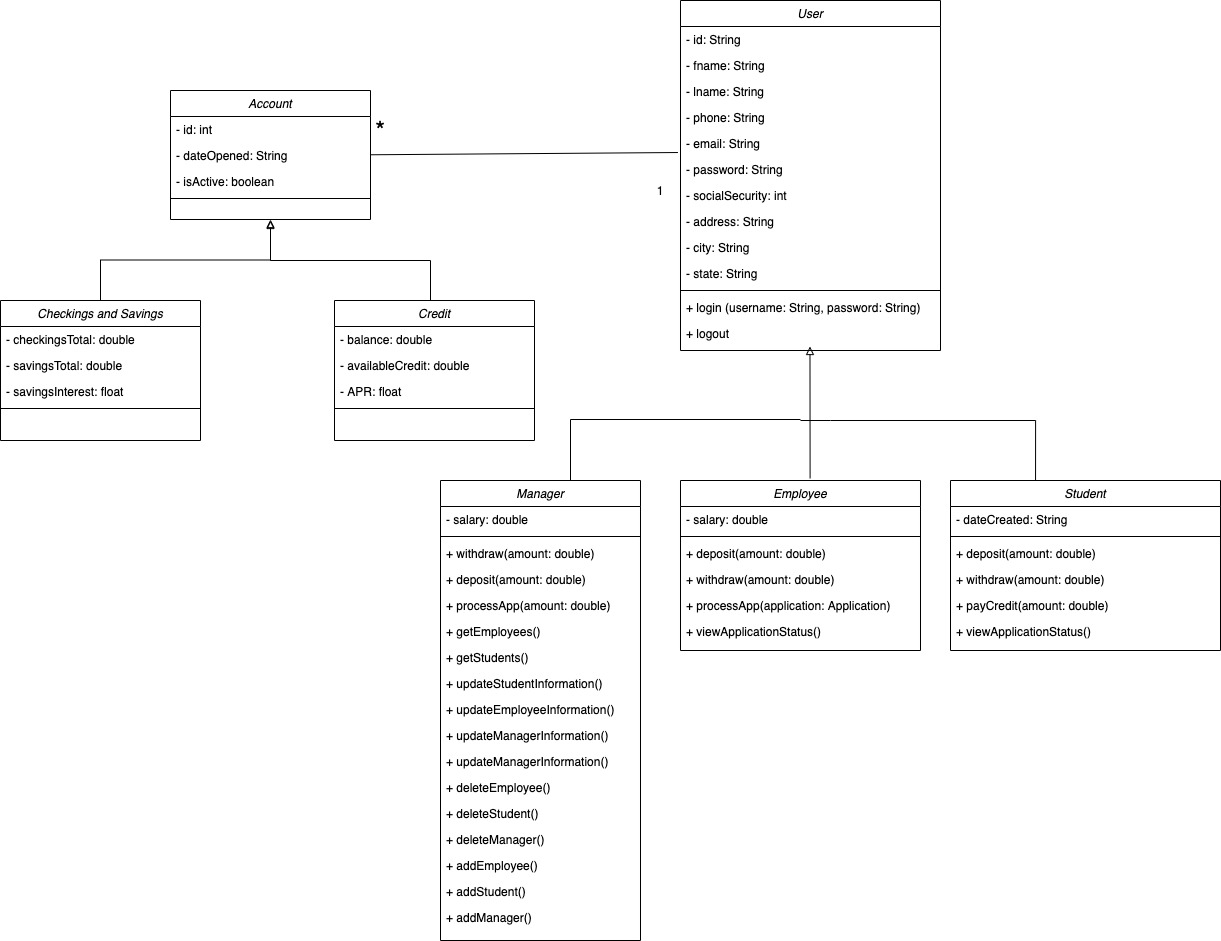 User
- id: String
- fname: String
- lname: String
- phone: String
- email: String
- password: String
- socialSecurity: int
- address: String
- city: String
- state: String
+ login (username: String, password: String)
+ logout
Account
- id: int
- dateOpened: String
- isActive: boolean
*
1
Checkings and Savings
- checkingsTotal: double
- savingsTotal: double
- savingsInterest: float
Credit
- balance: double
- availableCredit: double
- APR: float
Manager
- salary: double
+ withdraw(amount: double)
+ deposit(amount: double)
+ processApp(amount: double)
+ getEmployees()
+ getStudents()
+ updateStudentInformation()
+ updateEmployeeInformation()
+ updateManagerInformation()
+ updateManagerInformation()
+ deleteEmployee()
+ deleteStudent()
+ deleteManager()
+ addEmployee()
+ addStudent()
+ addManager()
Employee
- salary: double
+ deposit(amount: double)
+ withdraw(amount: double)
+ processApp(application: Application)
+ viewApplicationStatus()
Student
- dateCreated: String
+ deposit(amount: double)
+ withdraw(amount: double)
+ payCredit(amount: double)
+ viewApplicationStatus()